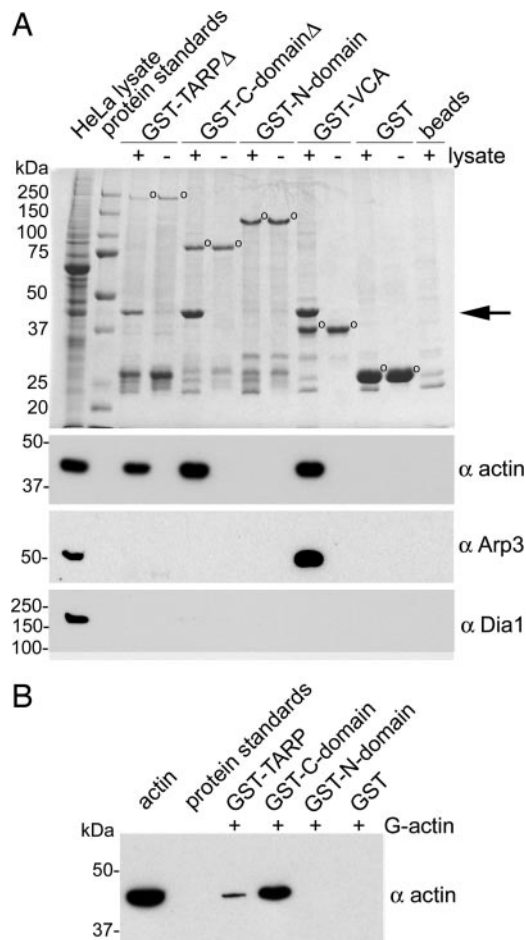 A
HeLa lysate
protein standards
GST-TARPΔ
GST-C-domainΔ
GST-N-domain
GST-VCA
GST
beads
+ - + - + - + - + - + lysate
kDa
250
150
100
75
50
37
25
20
50-
37-
α actin
50-
α Arp3
250-
150-
100-
α Dia1
B
actin
protein standards
GST-TARP
GST-C-domain
GST-N-domain
GST
+ + + + G-actin
kDa
50-
37-
α actin